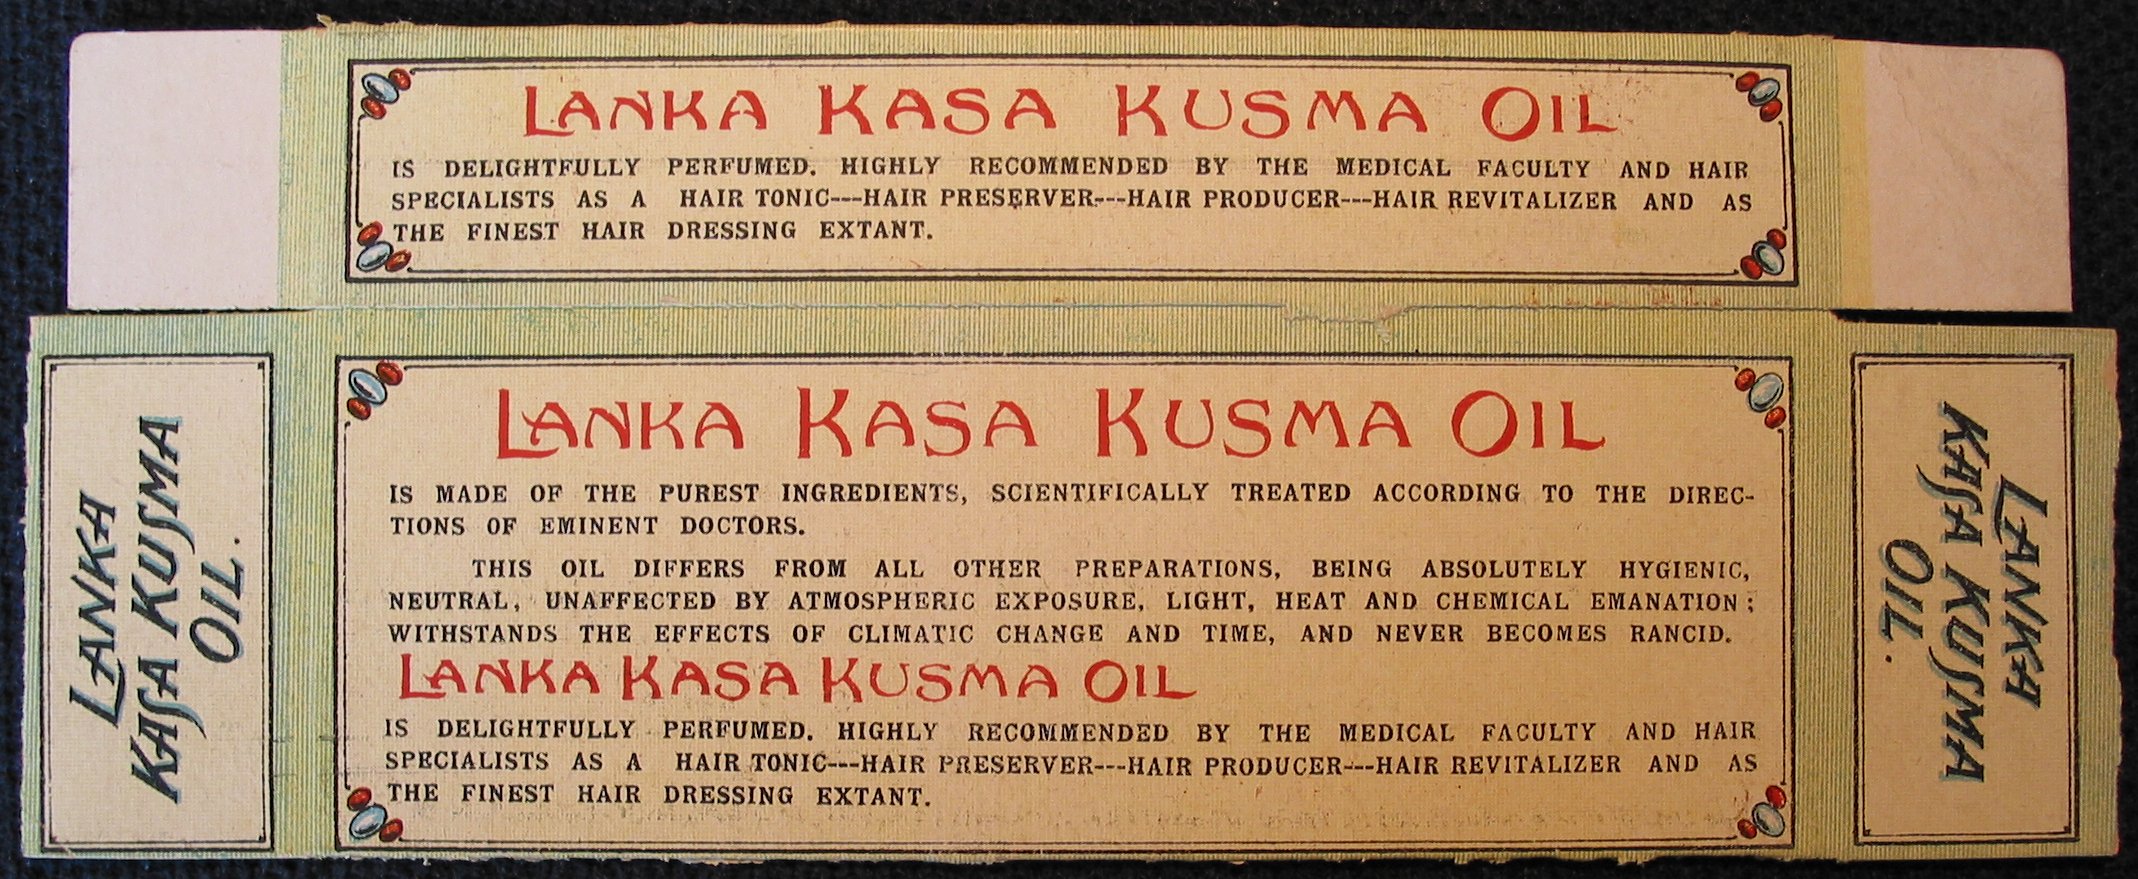 LANKA KASA KUSMA OIL
IS DELIGHTFULLY PERFUMED. HIGHLY RECOMMENDED BY THE MEDICAL FACULTY AND HAIR
SPECIALISTS AS A HAIR TONIC---HAIR PRESERVER---HAIR PRODUCER---HAIR REVITALIZER AND AS
THE FINEST HAIR DRESSING EXTANT.
LANKA
KASA KUSMA
OIL.
LANKA KASA KUSMA OIL
IS MADE OF THE PUREST INGREDIENTS, SCIENTIFICALLY TREATED ACCORDING TO THE DIREC-
TIONS OF EMINENT DOCTORS.
THIS OIL DIFFERS FROM ALL OTHER PREPARATIONS, BEING ABSOLUTELY HYGIENIC,
NEUTRAL, UNAFFECTED BY ATMOSPHERIC EXPOSURE, LIGHT, HEAT AND CHEMICAL EMANATION;
WITHSTANDS THE EFFECTS OF CLIMATIC CHANGE AND TIME, AND NEVER BECOMES RANCID.
LANKA KASA KUSMA OIL
IS DELIGHTFULLY PERFUMED. HIGHLY RECOMMENDED BY THE MEDICAL FACULTY AND HAIR
SPECIALISTS AS A HAIR TONIC---HAIR PRESERVER---HAIR PRODUCER---HAIR REVITALIZER AND AS
THE FINEST HAIR DRESSING EXTANT.
LANKA
KASA KUSMA
OIL.